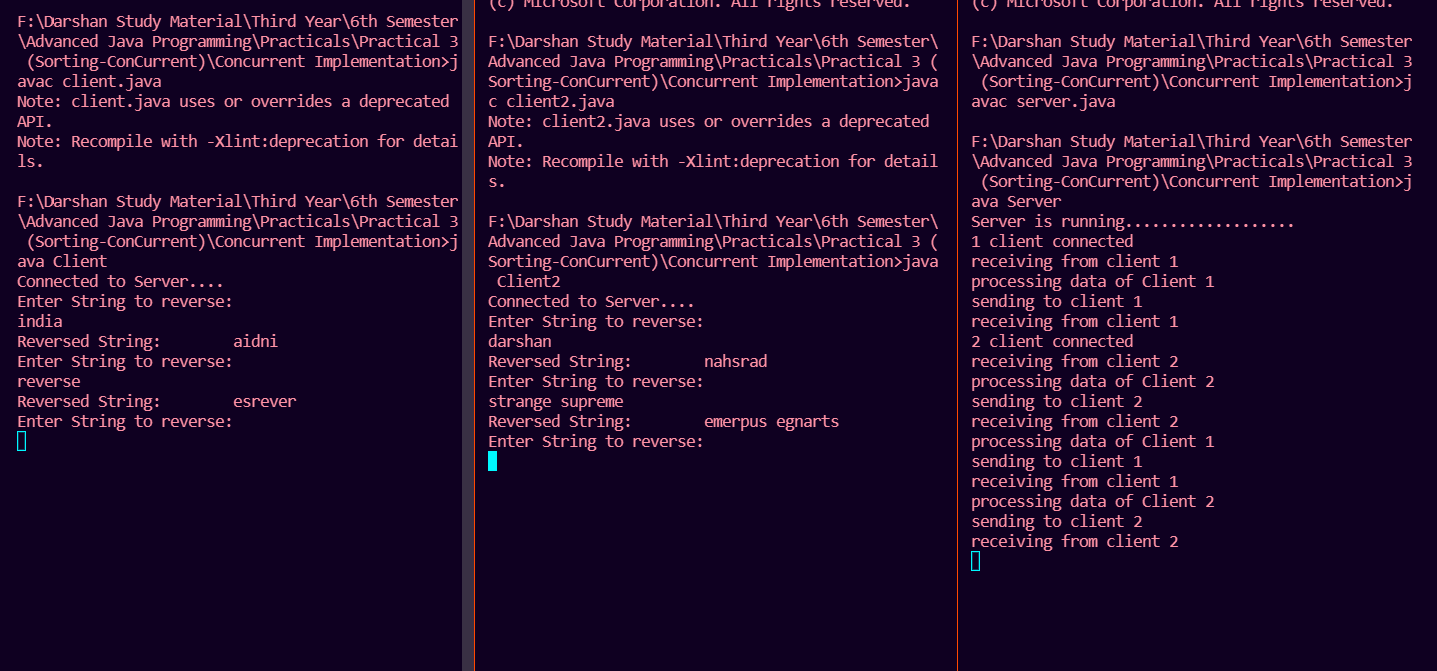 F:\Darshan Study Material\Third Year\6th Semester
\Advanced Java Programming\Practicals\Practical 3
 (Sorting-ConCurrent)\Concurrent Implementation>j
avac client.java
Note: client.java uses or overrides a deprecated
API.
Note: Recompile with -Xlint:deprecation for detai
ls.

F:\Darshan Study Material\Third Year\6th Semester
\Advanced Java Programming\Practicals\Practical 3
 (Sorting-ConCurrent)\Concurrent Implementation>j
ava Client
Connected to Server....
Enter String to reverse:
india
Reversed String:        aidni
Enter String to reverse:
reverse
Reversed String:        esrever
Enter String to reverse:

(c) Microsoft Corporation. All rights reserved.

F:\Darshan Study Material\Third Year\6th Semester\
Advanced Java Programming\Practicals\Practical 3 (
Sorting-ConCurrent)\Concurrent Implementation>java
c client2.java
Note: client2.java uses or overrides a deprecated
API.
Note: Recompile with -Xlint:deprecation for detail
s.

F:\Darshan Study Material\Third Year\6th Semester\
Advanced Java Programming\Practicals\Practical 3 (
Sorting-ConCurrent)\Concurrent Implementation>java
 Client2
Connected to Server....
Enter String to reverse:
darshan
Reversed String:        nahsrad
Enter String to reverse:
strange supreme
Reversed String:        emerpus egnarts
Enter String to reverse:

(c) Microsoft Corporation. All rights reserved.

F:\Darshan Study Material\Third Year\6th Semester
\Advanced Java Programming\Practicals\Practical 3
 (Sorting-ConCurrent)\Concurrent Implementation>j
avac server.java

F:\Darshan Study Material\Third Year\6th Semester
\Advanced Java Programming\Practicals\Practical 3
 (Sorting-ConCurrent)\Concurrent Implementation>j
ava Server
Server is running...................
1 client connected
receiving from client 1
processing data of Client 1
sending to client 1
receiving from client 1
2 client connected
receiving from client 2
processing data of Client 2
sending to client 2
receiving from client 2
processing data of Client 1
sending to client 1
receiving from client 1
processing data of Client 2
sending to client 2
receiving from client 2